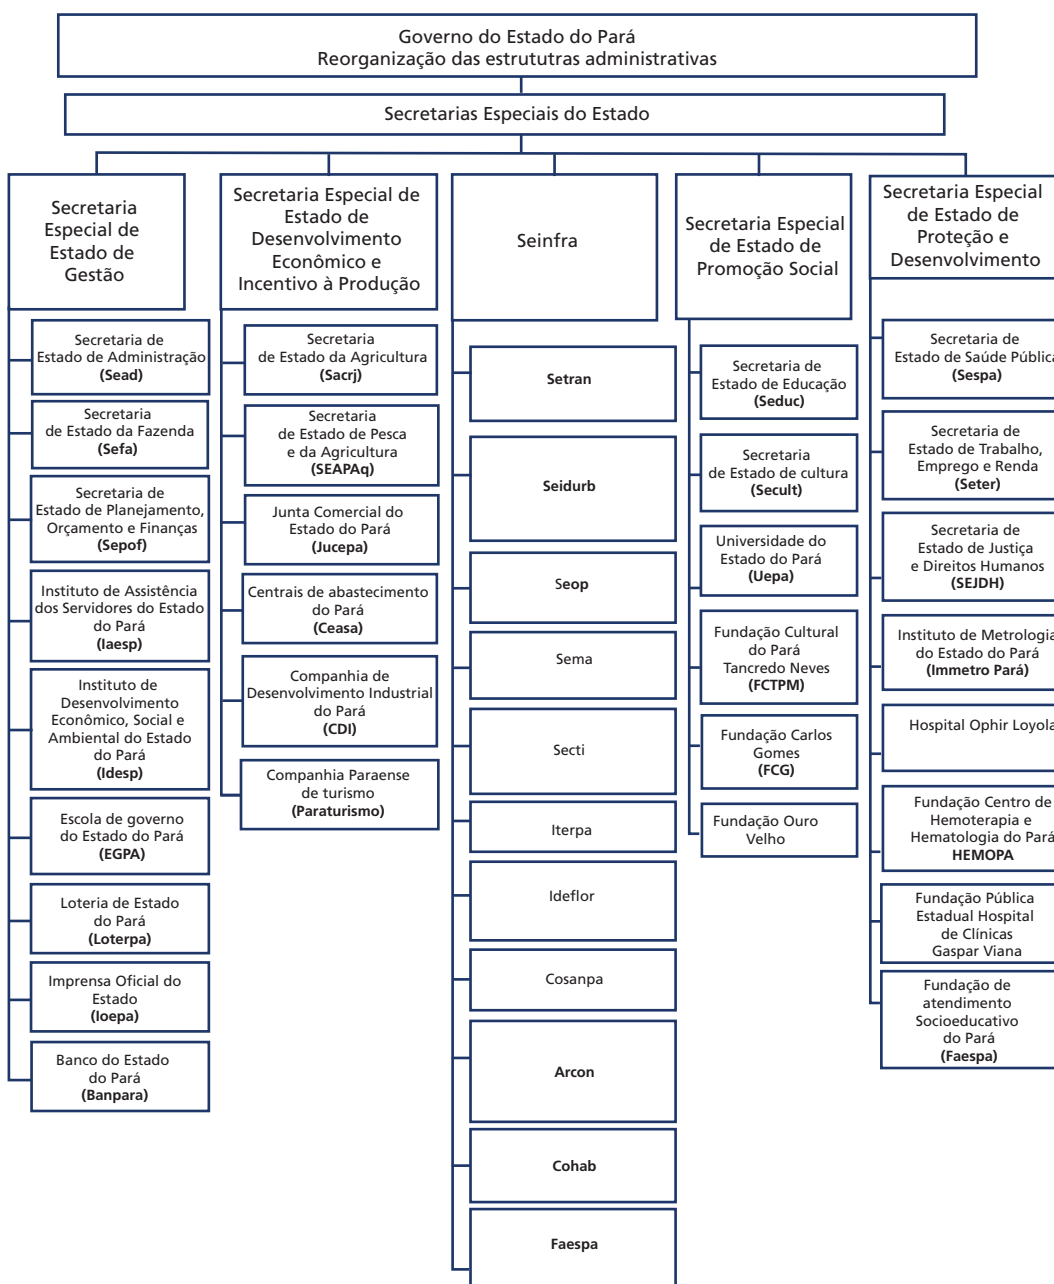 Governo do Estado do Pará
Reorganização das estrututras administrativas
Secretarias Especiais do Estado
Secretaria
Especial de
Estado de
Gestão
Secretaria de
Estado de Administração
(Sead)
Secretaria
de Estado da Fazenda
(Sefa)
Secretaria de
Estado de Planejamento,
Orçamento e Finanças
(Sepof)
Instituto de Assistência
dos Servidores do Estado
do Pará
(Iaesp)
Instituto de
Desenvolvimento
Econômico, Social e
Ambiental do Estado
do Pará
(Idesp)
Escola de governo
do Estado do Pará
(EGPA)
Loteria de Estado
do Pará
(Loterpa)
Imprensa Oficial do
Estado
(Ioepa)
Banco do Estado
do Pará
(Banpara)
Secretaria Especial de
Estado de
Desenvolvimento
Econômico e
Incentivo à Produção
Secretaria
de Estado da Agricultura
(Sacrj)
Secretaria
de Estado de Pesca
e da Agricultura
(SEAPAq)
Junta Comercial do
Estado do Pará
(Jucepa)
Centrais de abastecimento
do Pará
(Ceasa)
Companhia de
Desenvolvimento Industrial
do Pará
(CDI)
Companhia Paraense
de turismo
(Paraturismo)
Seinfra
Setran
Seidurb
Seop
Sema
Secti
Iterpa
Ideflor
Cosanpa
Arcon
Cohab
Faespa
Secretaria Especial
de Estado de
Promoção Social
Secretaria de
Estado de Educação
(Seduc)
Secretaria
de Estado de cultura
(Secult)
Universidade do
Estado do Pará
(Uepa)
Fundação Cultural
do Pará
Tancredo Neves
(FCTPM)
Fundação Carlos
Gomes
(FCG)
Fundação Ouro
Velho
Secretaria Especial
de Estado de
Proteção e
Desenvolvimento
Secretaria de
Estado de Saúde Pública
(Sespa)
Secretaria de
Estado de Trabalho,
Emprego e Renda
(Seter)
Secretaria de
Estado de Justiça
e Direitos Humanos
(SEJDH)
Instituto de Metrologia
do Estado do Pará
(Immetro Pará)
Hospital Ophir Loyola
Fundação Centro de
Hemoterapia e
Hematologia do Pará
HEMOPA
Fundação Pública
Estadual Hospital
de Clínicas
Gaspar Viana
Fundação de
atendimento
Socioeducativo
do Pará
(Faespa)